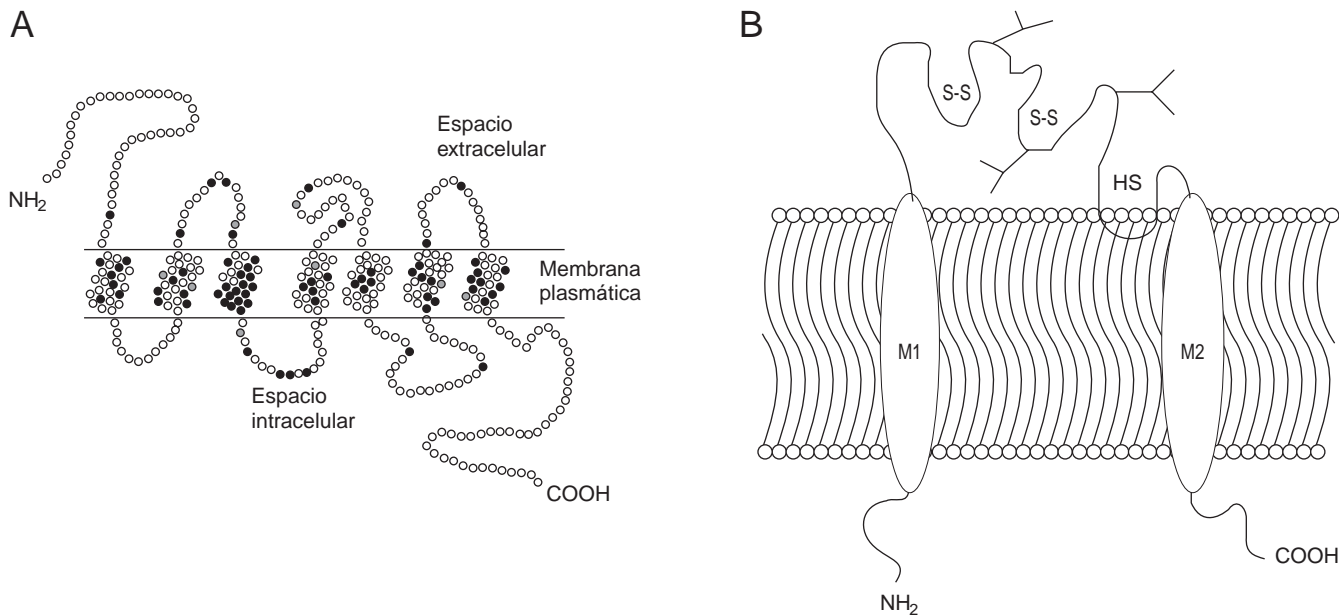 A
NH2
Espacio
extracelular
Membrana
plasmática
Espacio
intracelular
COOH
B
S-S
S-S
HS
M1
M2
NH2
COOH